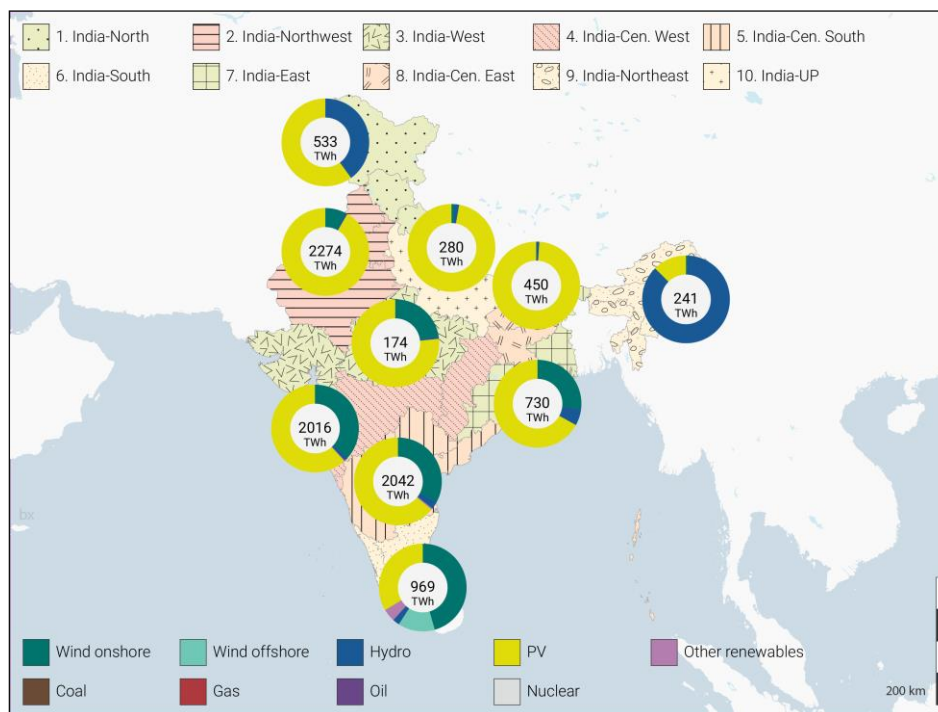 1. India-North
2. India-Northwest
3. India-West
4. India-Cen. West
5. India-Cen. South
6. India-South
7. India-East
8. India-Cen. East
9. India-Northeast
10. India-UP
533
TWh
2274
TWh
280
TWh
450
TWh
241
TWh
174
TWh
730
TWh
2016
TWh
2042
TWh
bx
969
TWh
Wind onshore
Wind offshore
Hydro
PV
Other renewables
Coal
Gas
Oil
Nuclear
200 km